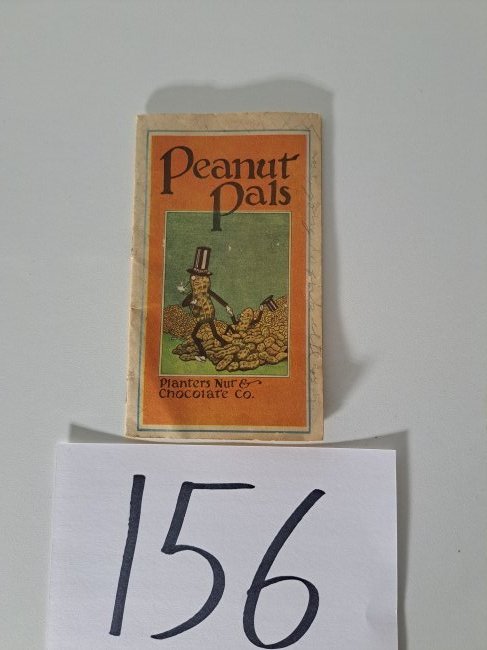 Peanut
Pals
Planters Nut &
Chocolate Co.
156